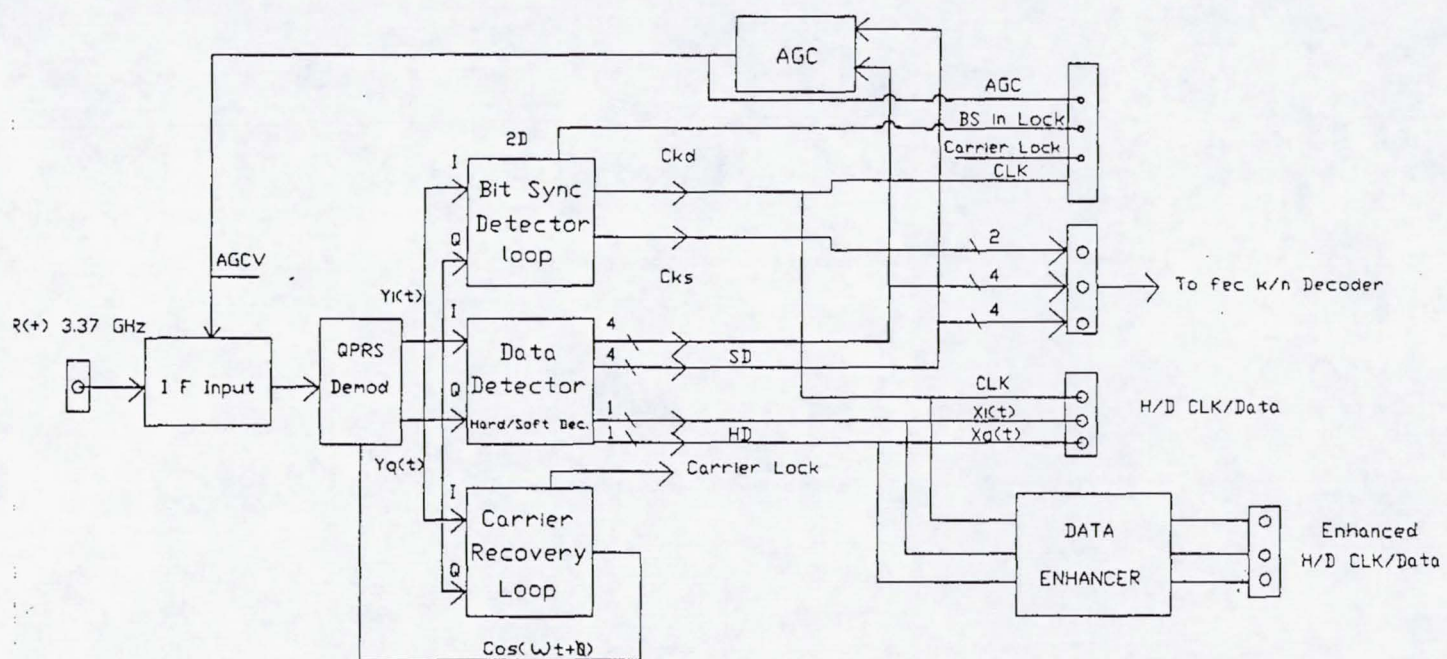 AGC
AGC
2D
BS In Lock
Ckd
Carrier Lock
CLK
I
Bit Sync
Detector
loop
Q
Cks
2
4
4
To fec k/n Decoder
AGCV
YI(t)
R(+) 3.37 GHz
I F Input
QPRS
Demod
I
Data
Detector
Hard/Soft Dec.
Q
4
4
SD
1
1
HD
CLK
XI(t)
Xq(t)
H/D CLK/Data
Yq(t)
Carrier Lock
I
Carrier
Recovery
Loop
Q
DATA
ENHANCER
Enhanced
H/D CLK/Data
Cos(ωt+θ)